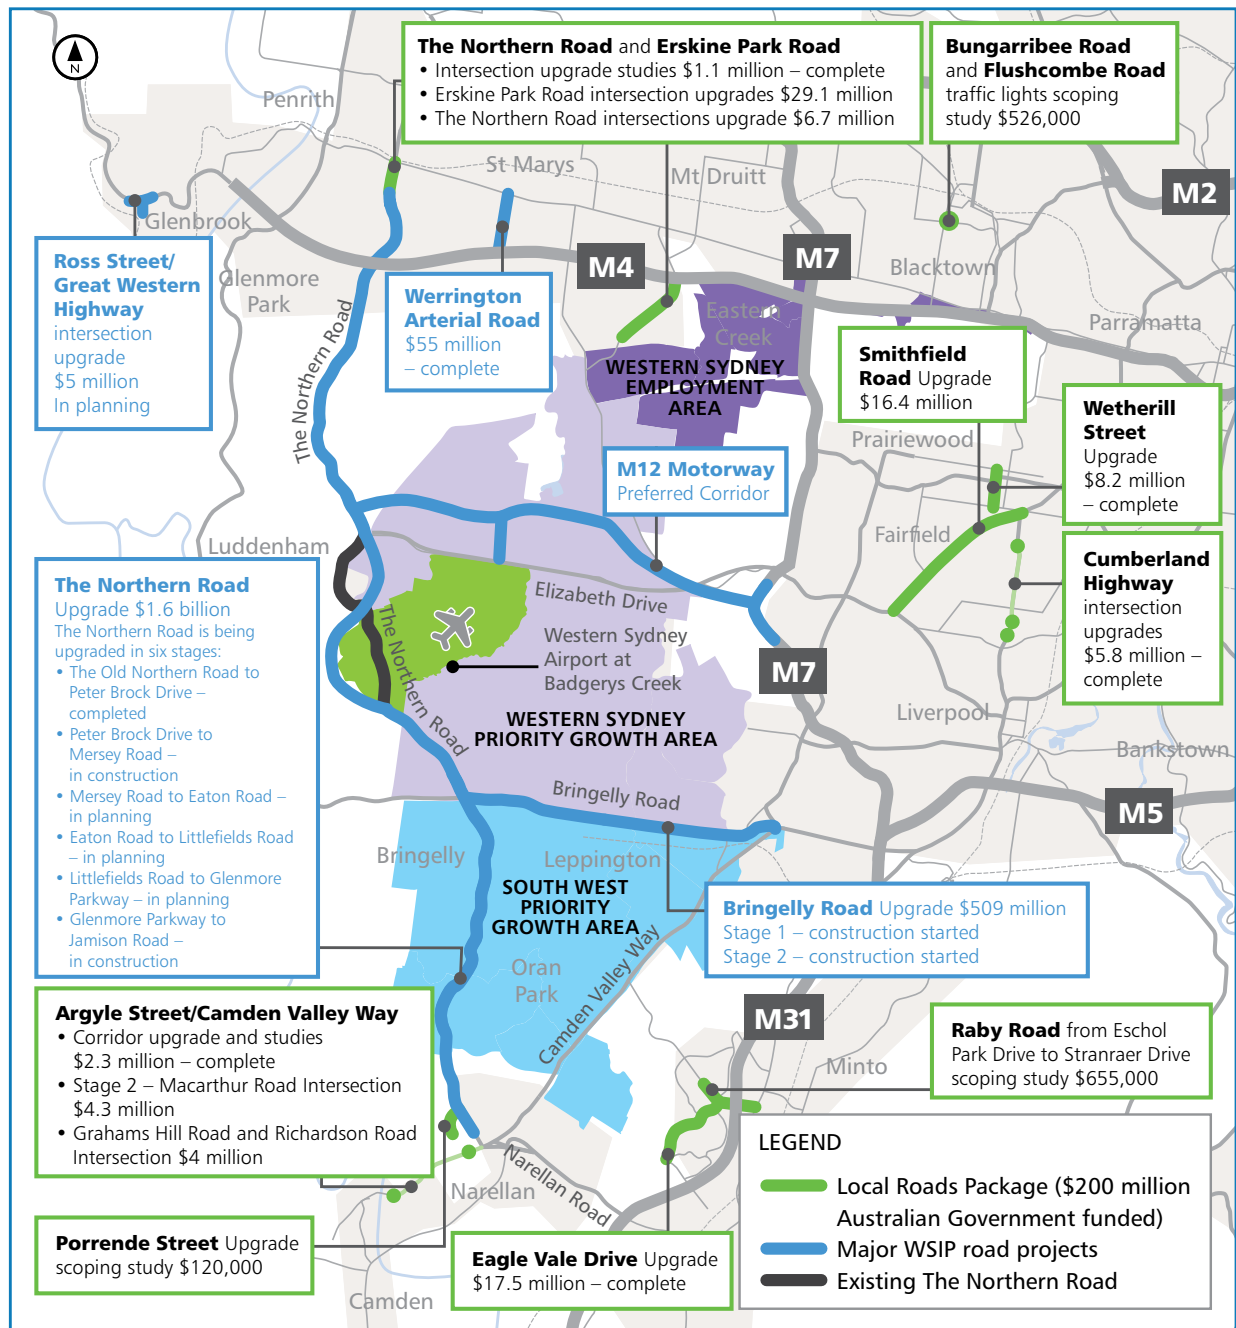 N
Penrith
The Northern Road and Erskine Park Road
• Intersection upgrade studies $1.1 million – complete
• Erskine Park Road intersection upgrades $29.1 million
• The Northern Road intersections upgrade $6.7 million
Bungarribee Road
and Flushcombe Road
traffic lights scoping
study $526,000
St Marys
Mt Druitt
M2
Glenbrook
M4
M7
Blacktown
Ross Street/
Great Western
Highway
intersection
upgrade
$5 million
In planning
Glenmore
Park
The Northern Road
Werrington
Arterial Road
$55 million
– complete
Eastern
Creek
Parramatta
WESTERN SYDNEY
EMPLOYMENT
AREA
Smithfield
Road Upgrade
$16.4 million
Wetherill
Street
Upgrade
$8.2 million
– complete
Prairiewood
M12 Motorway
Preferred Corridor
Fairfield
Luddenham
Cumberland
Highway
intersection
upgrades
$5.8 million –
complete
The Northern Road
Upgrade $1.6 billion
The Northern Road is being
upgraded in six stages:
• The Old Northern Road to
Peter Brock Drive –
completed
• Peter Brock Drive to
Mersey Road –
in construction
• Mersey Road to Eaton Road –
in planning
• Eaton Road to Littlefields Road
– in planning
• Littlefields Road to Glenmore
Parkway – in planning
• Glenmore Parkway to
Jamison Road –
in construction
Elizabeth Drive
The Northern Road
Western Sydney
Airport at
Badgerys Creek
M7
Liverpool
WESTERN SYDNEY
PRIORITY GROWTH AREA
Bankstown
Bringelly Road
M5
Bringelly
Leppington
SOUTH WEST
PRIORITY
GROWTH AREA
Bringelly Road Upgrade $509 million
Stage 1 – construction started
Stage 2 – construction started
Oran
Park
Camden Valley Way
Argyle Street/Camden Valley Way
• Corridor upgrade and studies
$2.3 million – complete
• Stage 2 – Macarthur Road Intersection
$4.3 million
• Grahams Hill Road and Richardson Road
Intersection $4 million
M31
Minto
Raby Road from Eschol
Park Drive to Stranraer Drive
scoping study $655,000
Narellan
Narellan Road
Porrende Street Upgrade
scoping study $120,000
Camden
Eagle Vale Drive Upgrade
$17.5 million – complete
LEGEND
Local Roads Package ($200 million
Australian Government funded)
Major WSIP road projects
Existing The Northern Road